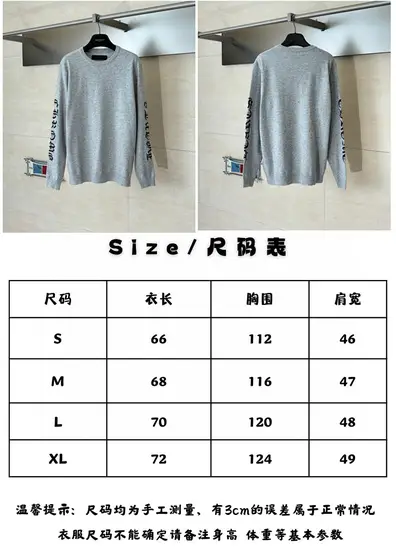 Size/尺码表
尺码 衣长 胸围 肩宽
S 66 112 46
M 68 116 47
L 70 120 48
XL 72 124 49
温馨提示：尺码均为手工测量、有3cm的误差属于正常情况
衣服尺码不能确定请备注身高 体重等基本参数